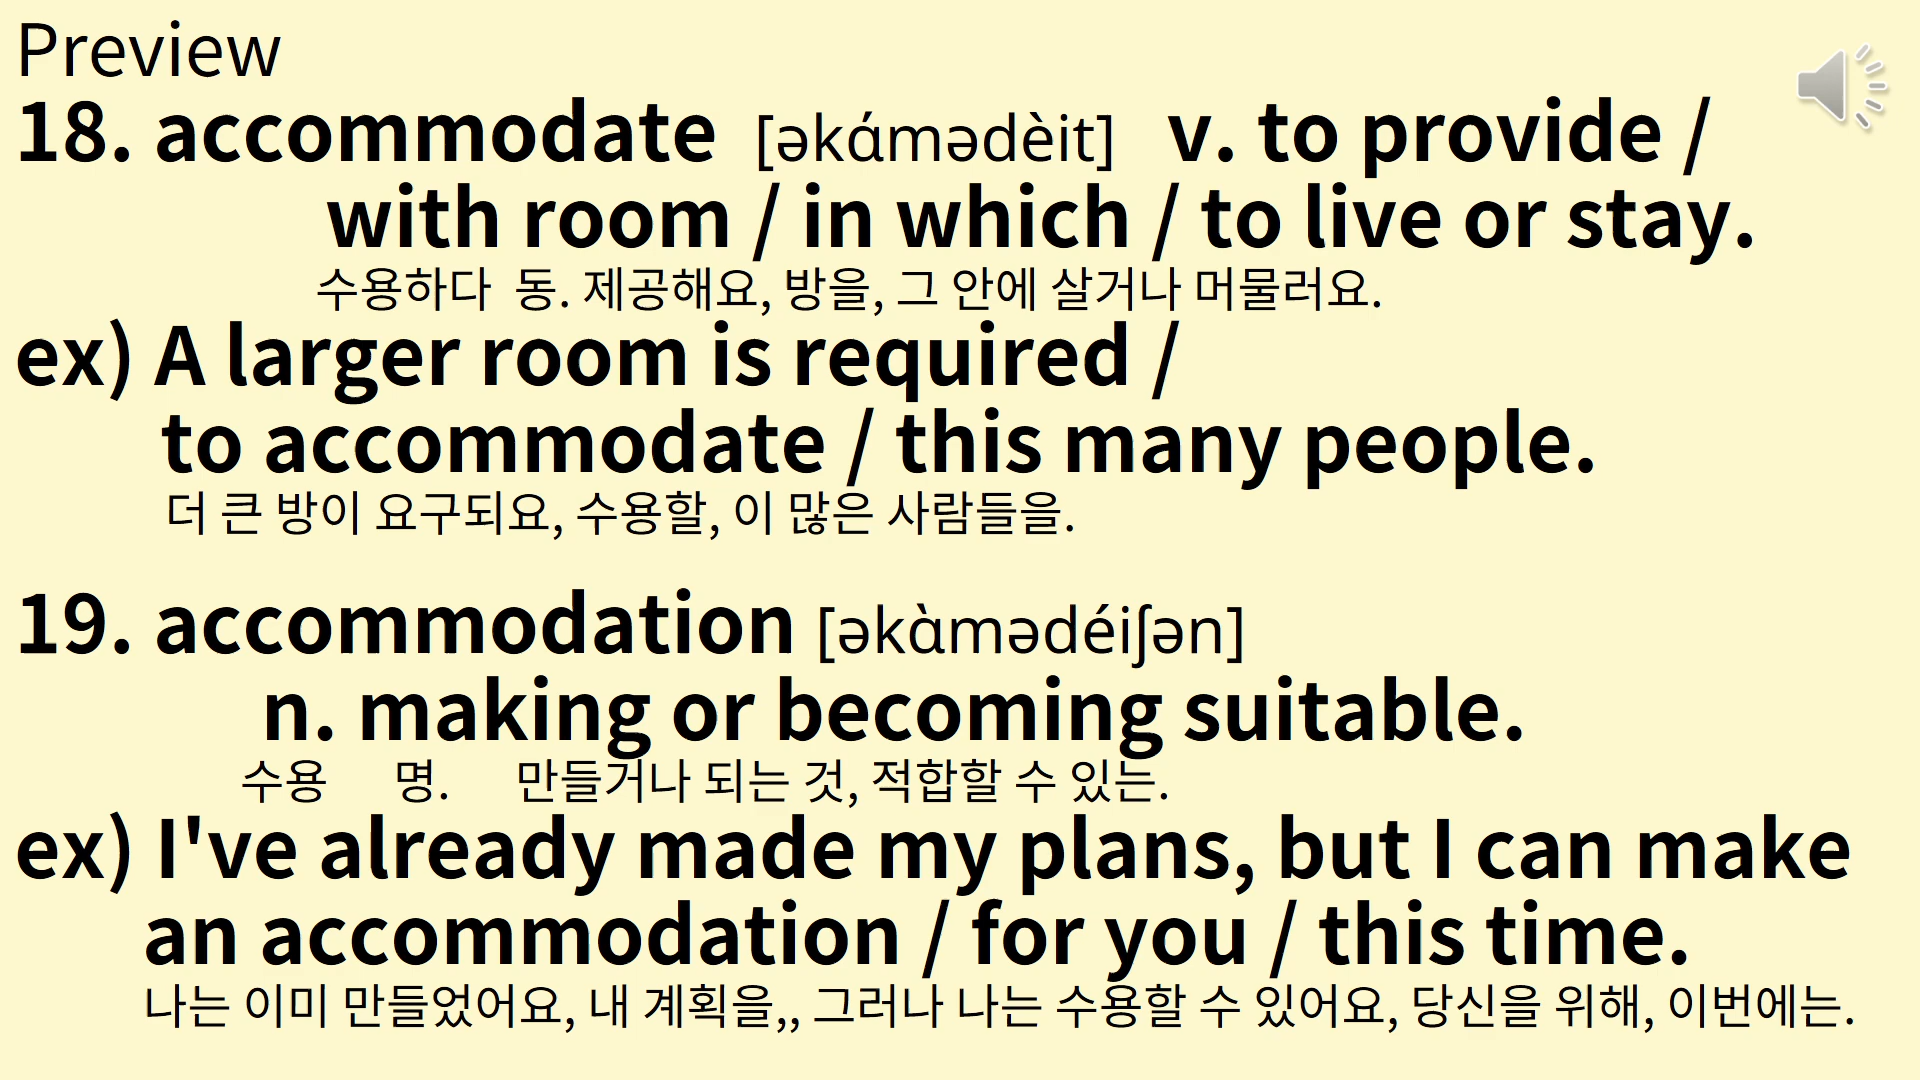 Preview
18. accommodate [əkάmədèit] v. to provide /
with room / in which / to live or stay.
수용하다 동. 제공해요, 방을, 그 안에 살거나 머물러요.
ex) A larger room is required /
to accommodate / this many people.
더 큰 방이 요구되요, 수용할, 이 많은 사람들을.
19. accommodation [əkὰmədéiʃən]
n. making or becoming suitable.
수용 명. 만들거나 되는 것, 적합할 수 있는.
ex) I've already made my plans, but I can make
an accommodation / for you / this time.
나는 이미 만들었어요, 내 계획을,, 그러나 나는 수용할 수 있어요, 당신을 위해, 이번에는.